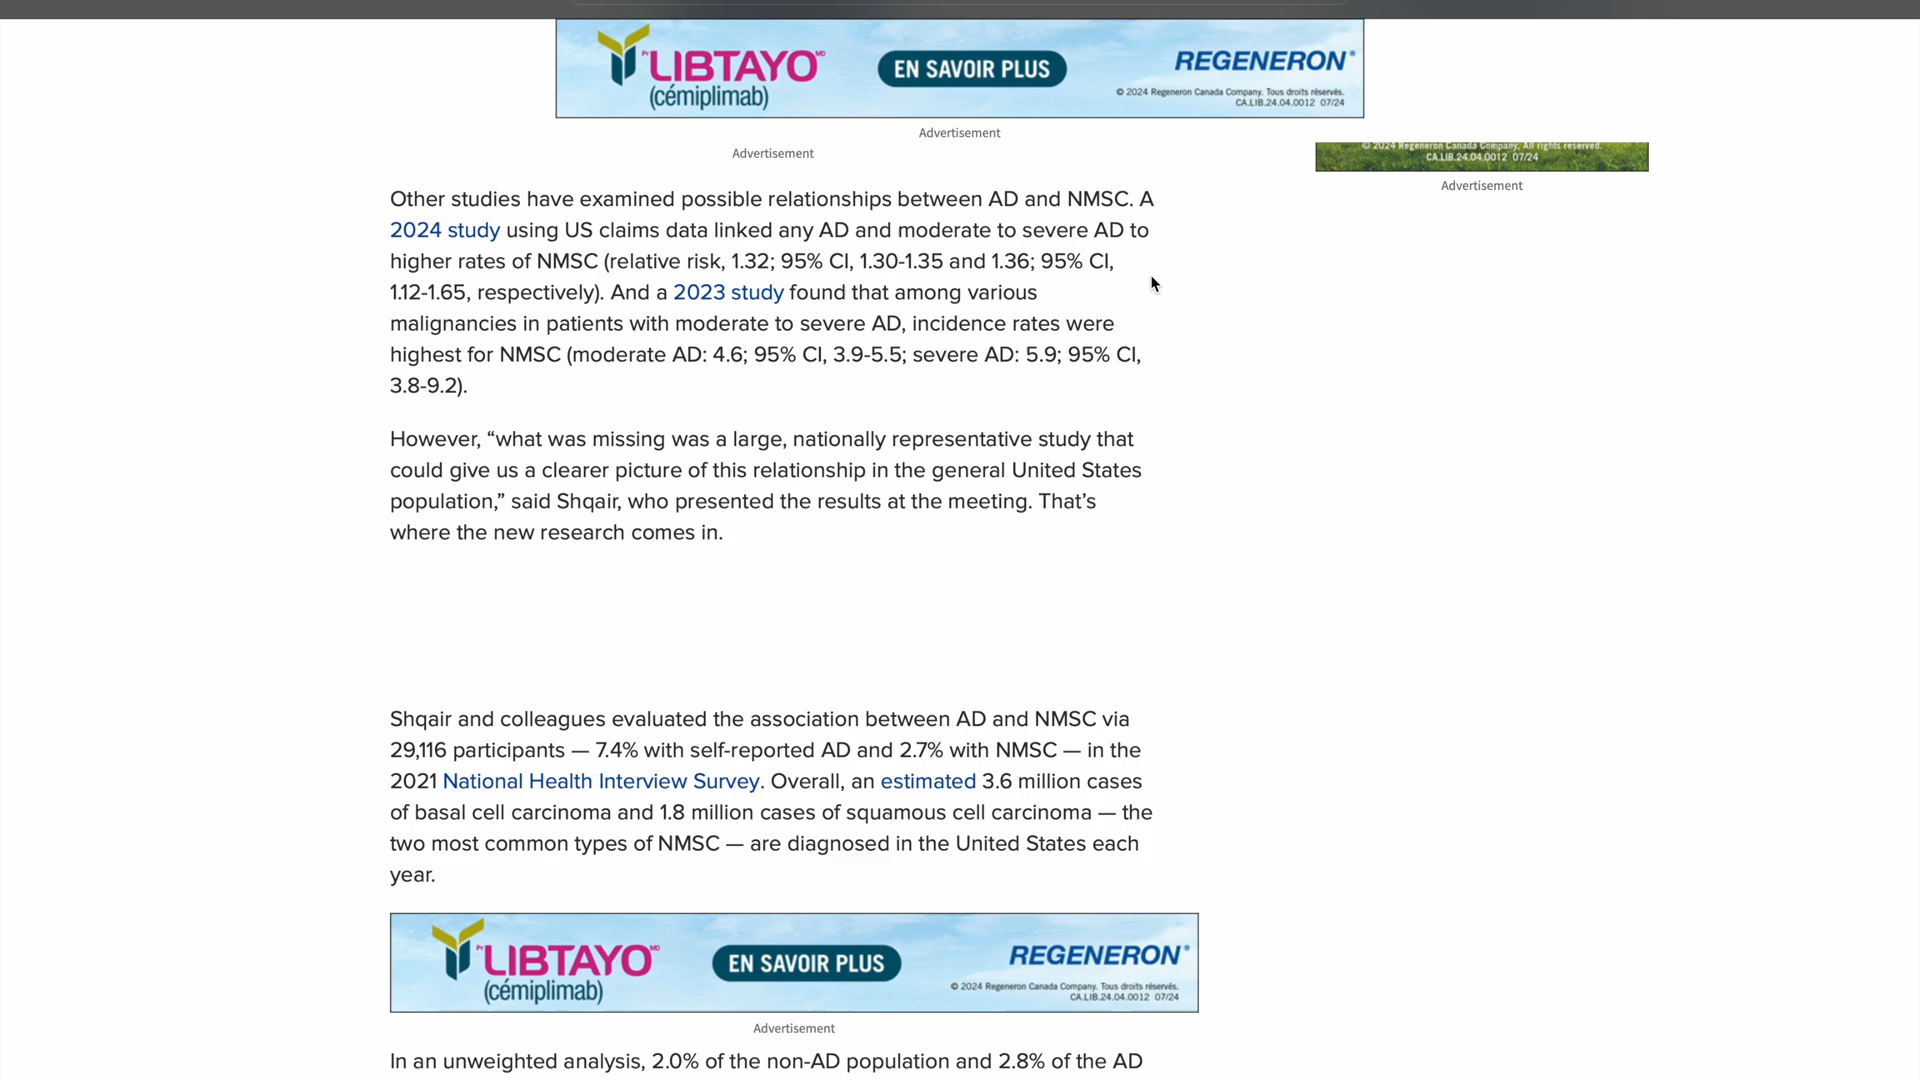 Pr LIBTAYO MD
(cémiplimab)
EN SAVOIR PLUS
REGENERON®
© 2024 Regeneron Canada Company. Tous droits réservés.
CA.LIB.24.04.0012 07/24
Advertisement
Advertisement
© 2024 Regeneron Canada Company, All rights reserved.
CA.LIB.24.04.0012 07/24
Advertisement
Other studies have examined possible relationships between AD and NMSC. A
2024 study using US claims data linked any AD and moderate to severe AD to
higher rates of NMSC (relative risk, 1.32; 95% CI, 1.30-1.35 and 1.36; 95% CI,
1.12-1.65, respectively). And a 2023 study found that among various
malignancies in patients with moderate to severe AD, incidence rates were
highest for NMSC (moderate AD: 4.6; 95% CI, 3.9-5.5; severe AD: 5.9; 95% CI,
3.8-9.2).
However, “what was missing was a large, nationally representative study that
could give us a clearer picture of this relationship in the general United States
population,” said Shqair, who presented the results at the meeting. That’s
where the new research comes in.
Shqair and colleagues evaluated the association between AD and NMSC via
29,116 participants — 7.4% with self-reported AD and 2.7% with NMSC — in the
2021 National Health Interview Survey. Overall, an estimated 3.6 million cases
of basal cell carcinoma and 1.8 million cases of squamous cell carcinoma — the
two most common types of NMSC — are diagnosed in the United States each
year.
Pr LIBTAYO MD
(cémiplimab)
EN SAVOIR PLUS
REGENERON®
© 2024 Regeneron Canada Company. Tous droits réservés.
CA.LIB.24.04.0012 07/24
Advertisement
In an unweighted analysis, 2.0% of the non-AD population and 2.8% of the AD